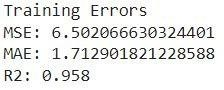 Training Errors
MSE: 6.502066630324401
MAE: 1.712901821228588
R2: 0.958